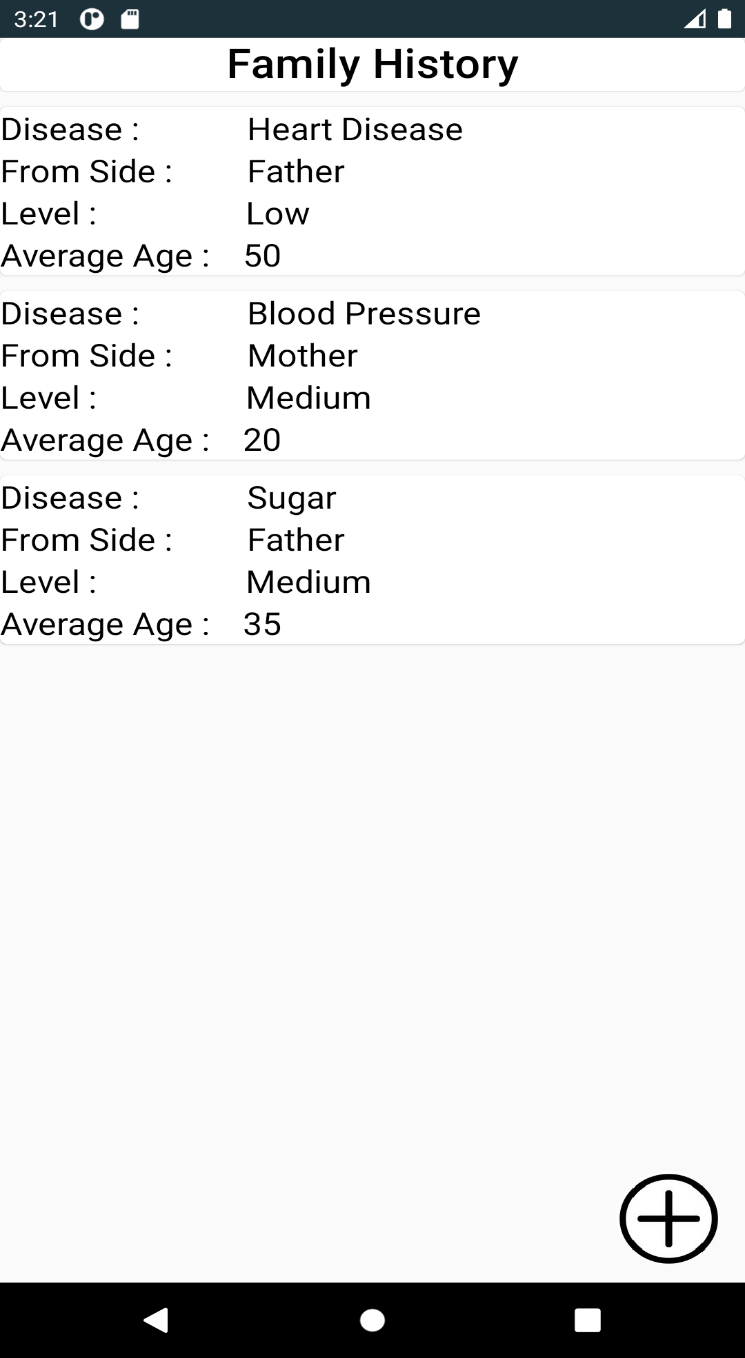 3:21
Family History
Disease : Heart Disease
From Side : Father
Level : Low
Average Age : 50
Disease : Blood Pressure
From Side : Mother
Level : Medium
Average Age : 20
Disease : Sugar
From Side : Father
Level : Medium
Average Age : 35